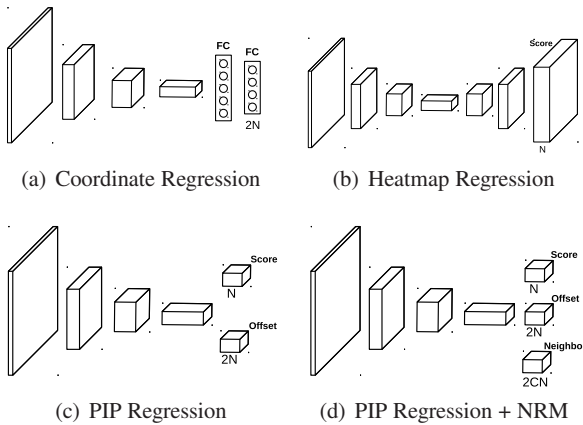 FC
FC
2N
(a) Coordinate Regression
Score
N
(b) Heatmap Regression
Score
N
Offset
2N
(c) PIP Regression
Score
N
Offset
2N
Neighbo
2CN
(d) PIP Regression + NRM